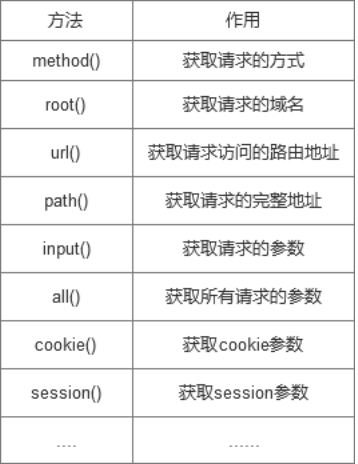 方法 作用
method() 获取请求的方式
root() 获取请求的域名
url() 获取请求访问的路由地址
path() 获取请求的完整地址
input() 获取请求的参数
all() 获取所有请求的参数
cookie() 获取cookie参数
session() 获取session参数
.... ......